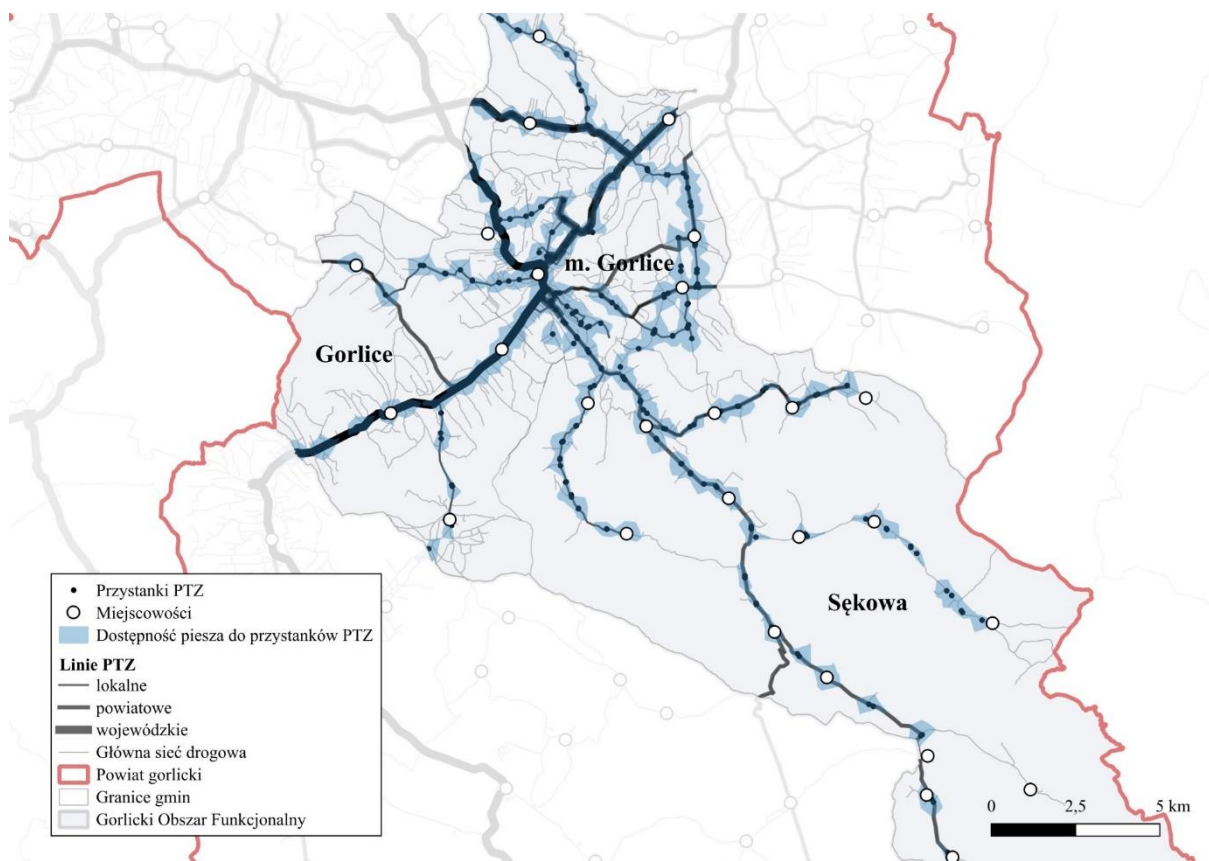 m. Gorlice
Gorlice
Sękowa
Przystanki PTZ
Miejscowości
Dostępność piesza do przystanków PTZ
Linie PTZ
lokalne
powiatowe
wojewódzkie
Główna sieć drogowa
Powiat gorlicki
Granice gmin
Gorlicki Obszar Funkcjonalny
0 2,5 5 km